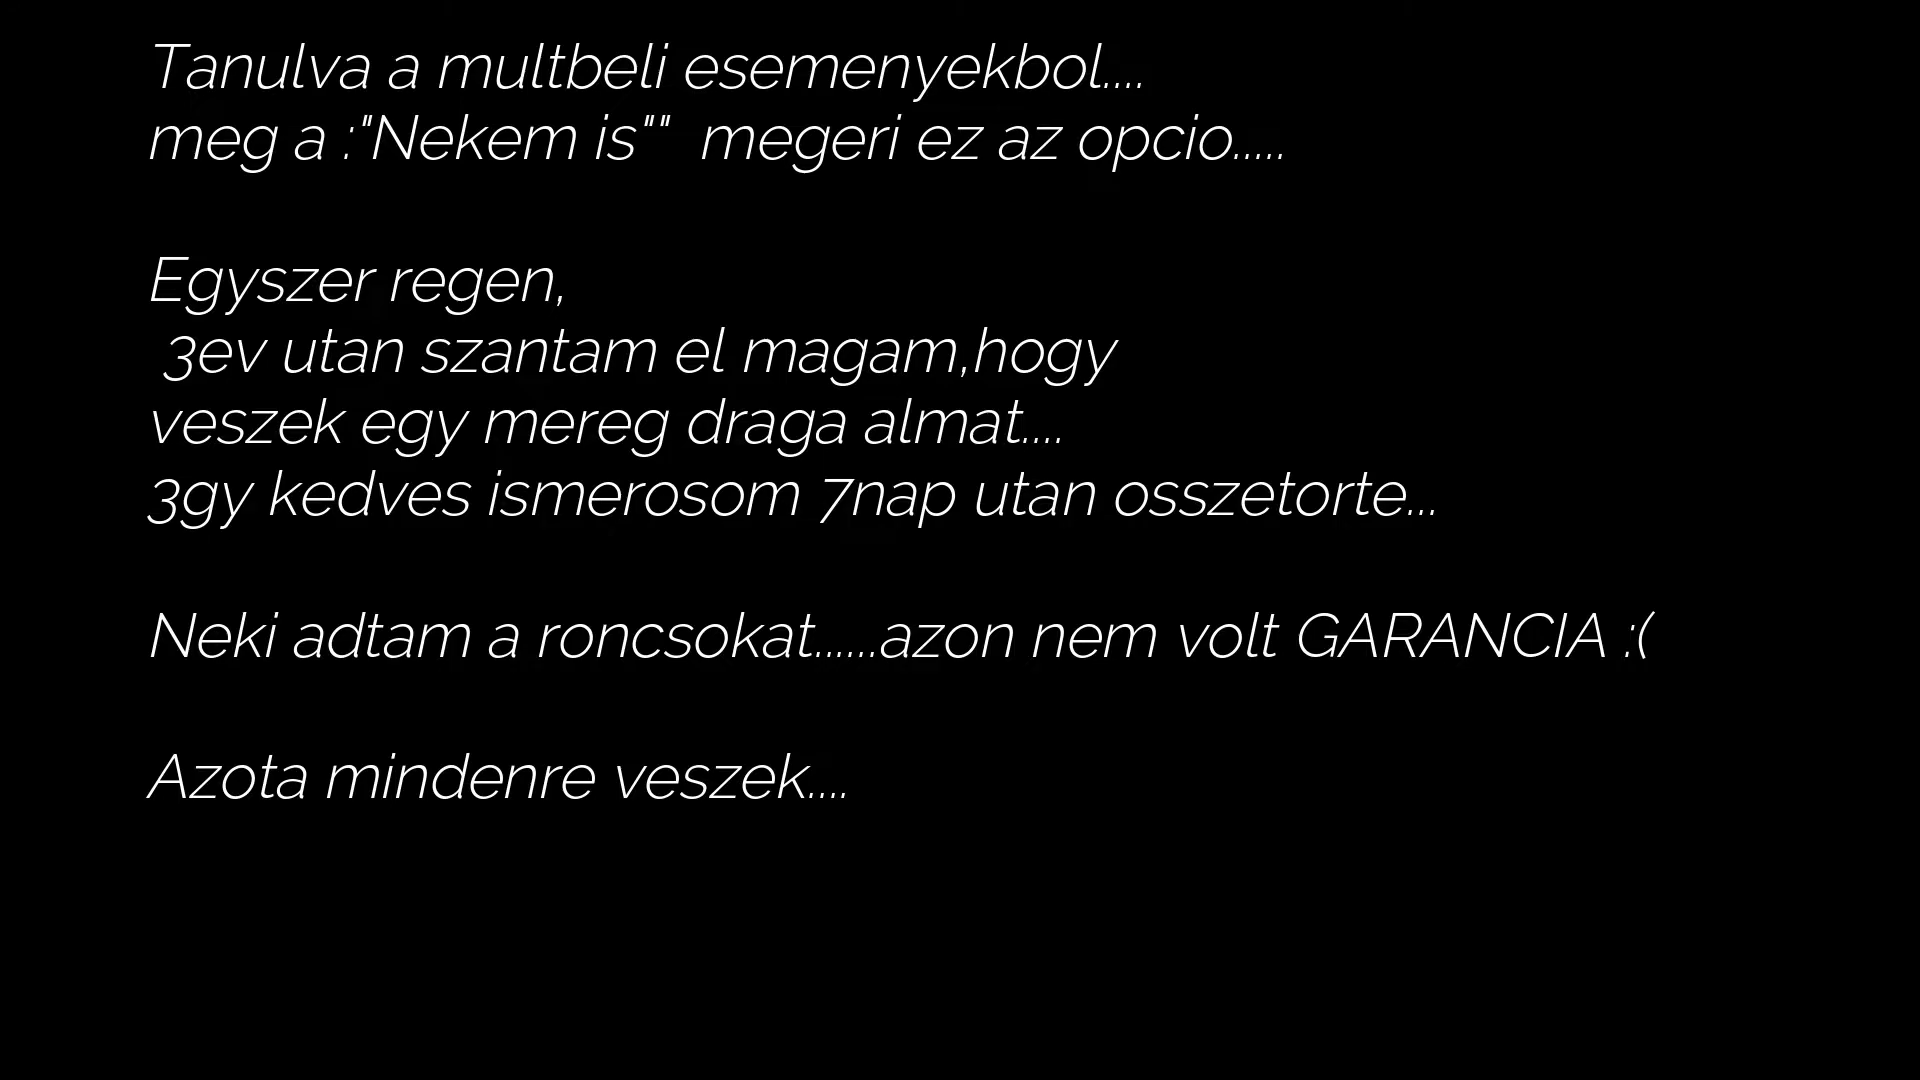 Tanulva a multbeli esemenyekbol....
meg a :"Nekem is""  megeri ez az opcio.....
Egyszer regen,
3ev utan szantam el magam,hogy
veszek egy mereg draga almat....
3gy kedves ismerosom 7nap utan osszetorte...
Neki adtam a roncsokat......azon nem volt GARANCIA :(
Azota mindenre veszek....